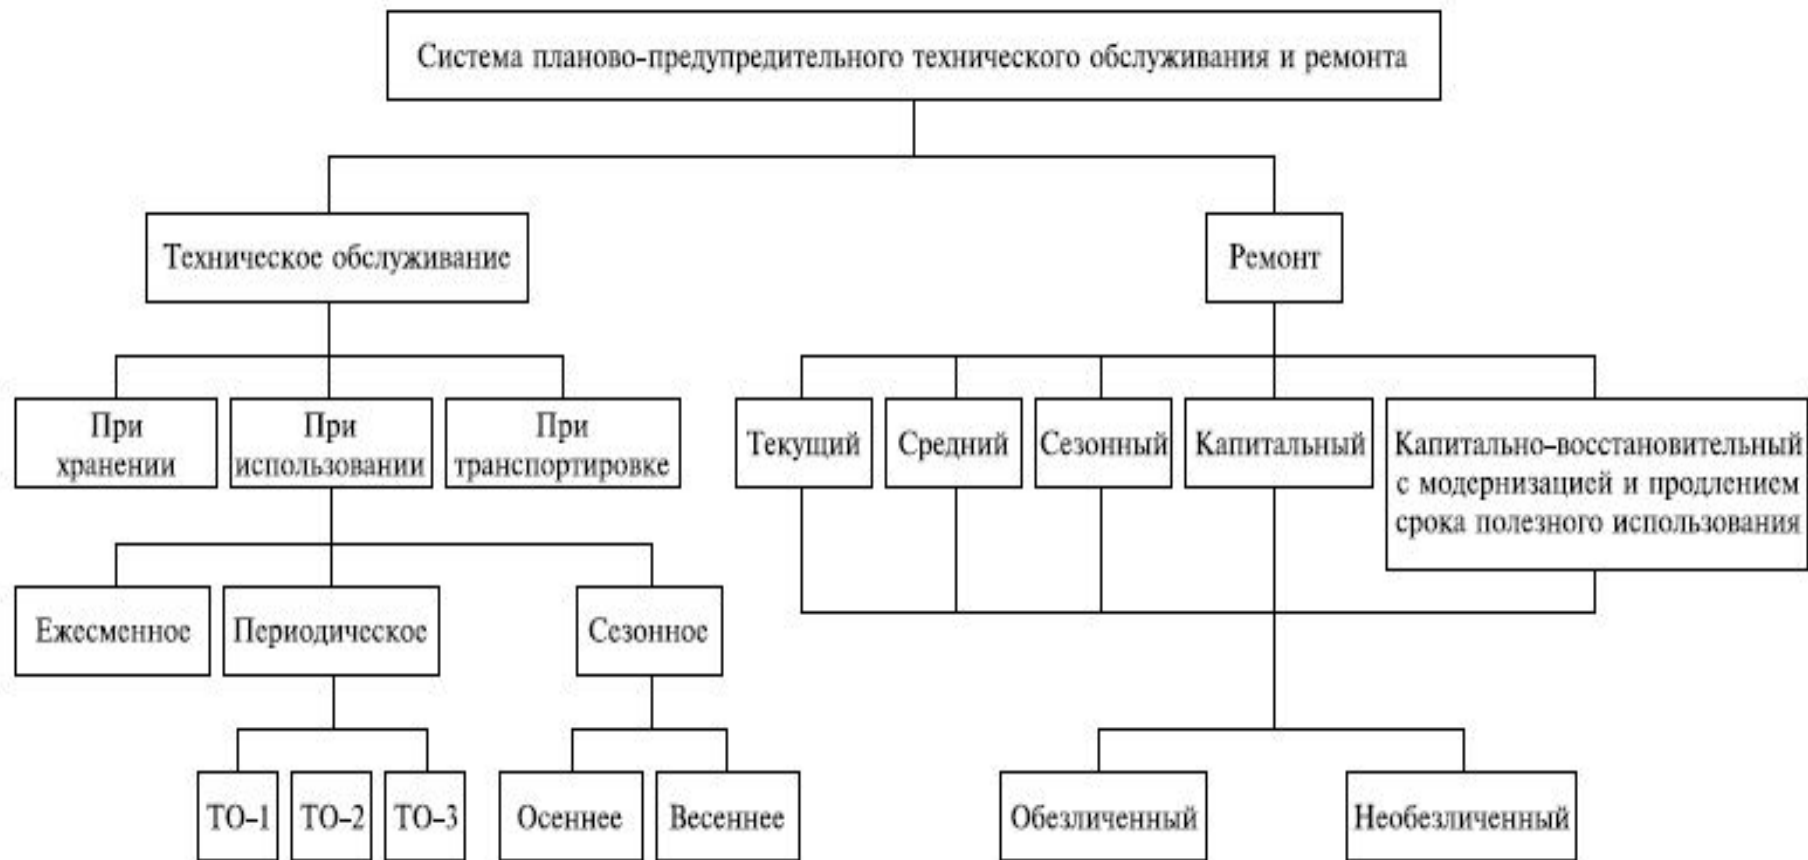 Система планово-предупредительного технического обслуживания и ремонта
Техническое обслуживание
Ремонт
При
хранении
При
использовании
При
транспортировке
Текущий
Средний
Сезонный
Капитальный
Капитально-восстановительный
с модернизацией и продлением
срока полезного использования
Ежесменное
Периодическое
Сезонное
ТО-1
ТО-2
ТО-3
Осеннее
Весеннее
Обезличенный
Необезличенный